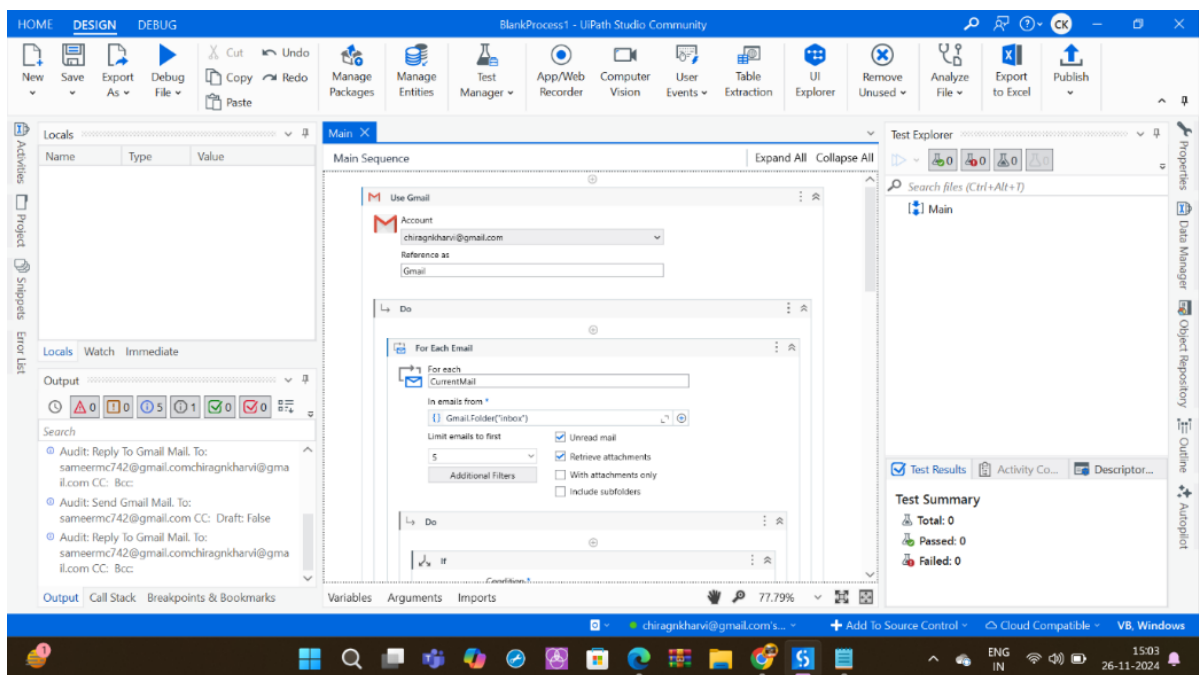 HOME DESIGN DEBUG
BlankProcess1 - UiPath Studio Community
CK
New
Save
Export As
Debug File
Cut
Copy
Paste
Undo
Redo
Manage Packages
Manage Entities
Test Manager
App/Web Recorder
Computer Vision
User Events
Table Extraction
UI Explorer
Remove Unused
Analyze File
Export to Excel
Publish
Activities
Project
Snippets
Error List
Locals
Name Type Value
Locals Watch Immediate
Output
0 0 5 1 0 0
Search
Audit: Reply To Gmail Mail. To:
sameermc742@gmail.comchiragnkharvi@gma
il.com CC: Bcc:
Audit: Send Gmail Mail. To:
sameermc742@gmail.com CC: Draft: False
Audit: Reply To Gmail Mail. To:
sameermc742@gmail.comchiragnkharvi@gma
il.com CC: Bcc:
Output Call Stack Breakpoints & Bookmarks
Main
Main Sequence Expand All Collapse All
Use Gmail
Account
chiragnkharvi@gmail.com
Reference as
Gmail
Do
For Each Email
For each
CurrentMail
In emails from *
{} Gmail.Folder("inbox")
Limit emails to first
5
Additional Filters
Unread mail
Retrieve attachments
With attachments only
Include subfolders
Do
If
Condition *
Variables Arguments Imports 77.79%
Test Explorer
0 0 0 0
Search files (Ctrl+Alt+T)
Main
Test Results Activity Co... Descriptor...
Test Summary
Total: 0
Passed: 0
Failed: 0
Properties
Data Manager
Object Repository
Outline
Autopilot
chiragnkharvi@gmail.com's... Add To Source Control Cloud Compatible VB, Windows
1
ENG
IN
15:03
26-11-2024